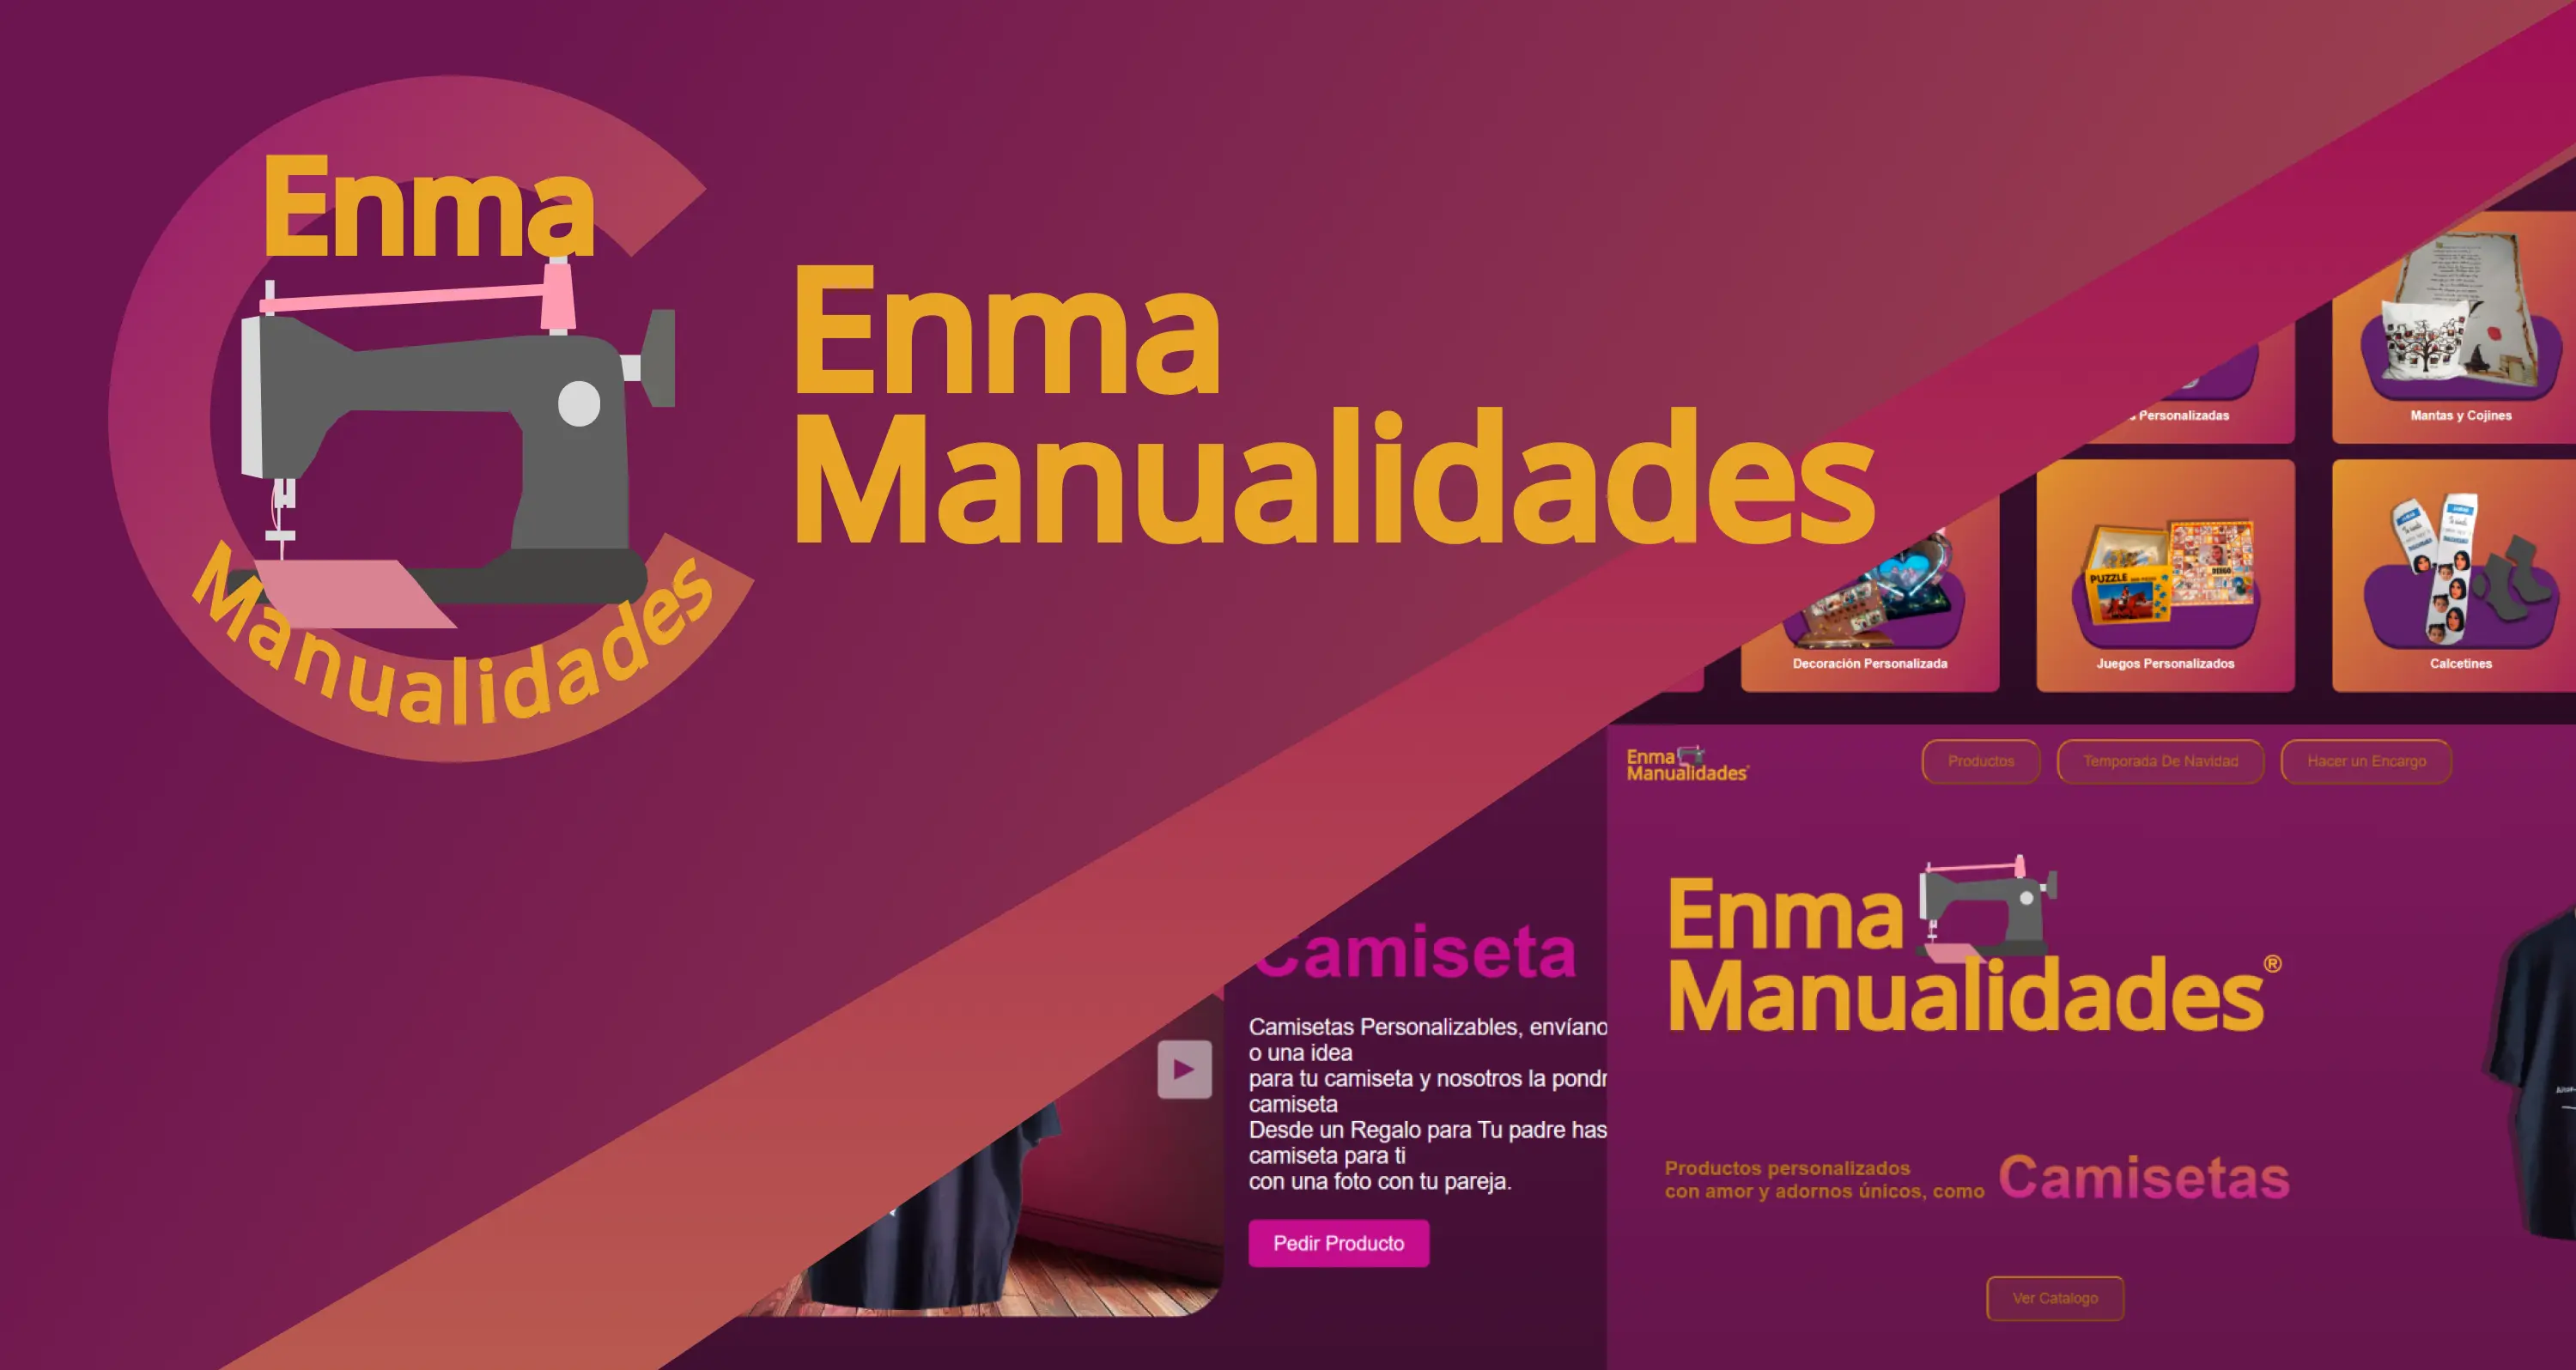 Enma
Manualidades
Enma
Manualidades
Personalizadas
Mantas y Cojines
PUZZLE
DIEGO
Decoración Personalizada
Juegos Personalizados
Calcetines
Enma
Manualidades
Productos
Temporada De Navidad
Hacer un Encargo
Enma
Manualidades®
Camiseta
Camisetas Personalizables, envíano
o una idea
para tu camiseta y nosotros la pondr
camiseta
Desde un Regalo para Tu padre has
camiseta para ti
con una foto con tu pareja.
Pedir Producto
Productos personalizados
con amor y adornos únicos, como
Camisetas
Ver Catalogo